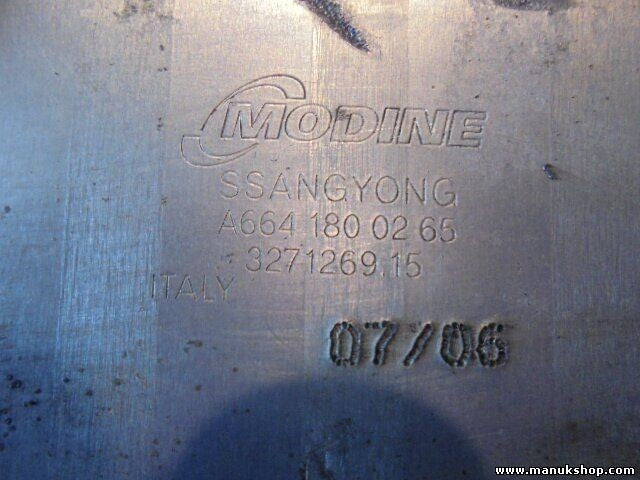 MODINE
SSANGYONG
A664 180 02 65
3271269.15
ITALY
07/06
www.manukshop.com